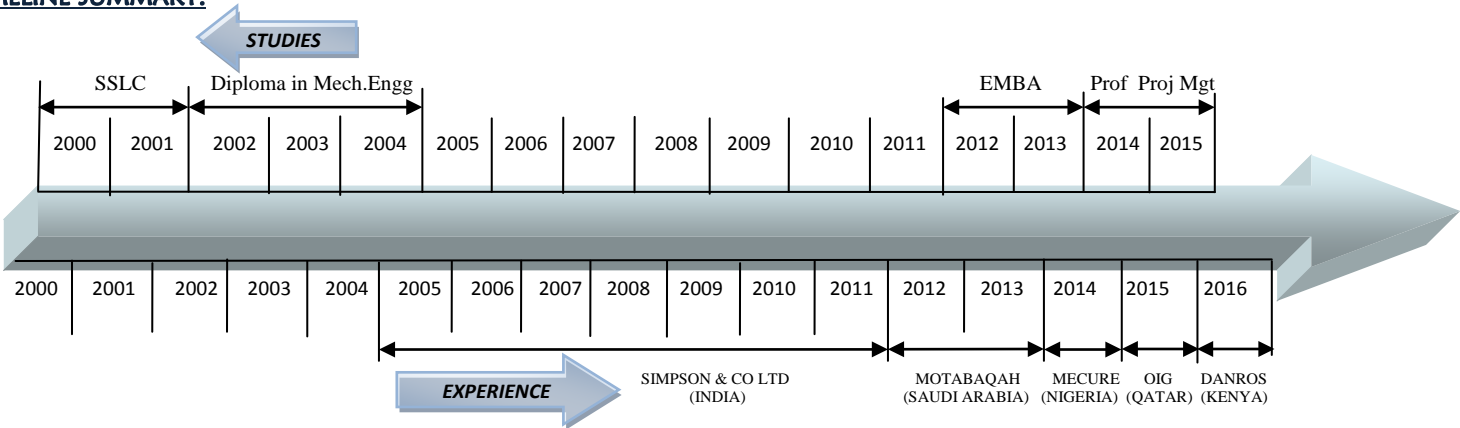 SUMMARY:
STUDIES
SSLC Diploma in Mech.Engg EMBA Prof Proj Mgt
2000 2001 2002 2003 2004 2005 2006 2007 2008 2009 2010 2011 2012 2013 2014 2015
2000 2001 2002 2003 2004 2005 2006 2007 2008 2009 2010 2011 2012 2013 2014 2015 2016
EXPERIENCE
SIMPSON & CO LTD MOTABAQAH MECURE OIG DANROS
(INDIA) (SAUDI ARABIA) (NIGERIA) (QATAR) (KENYA)